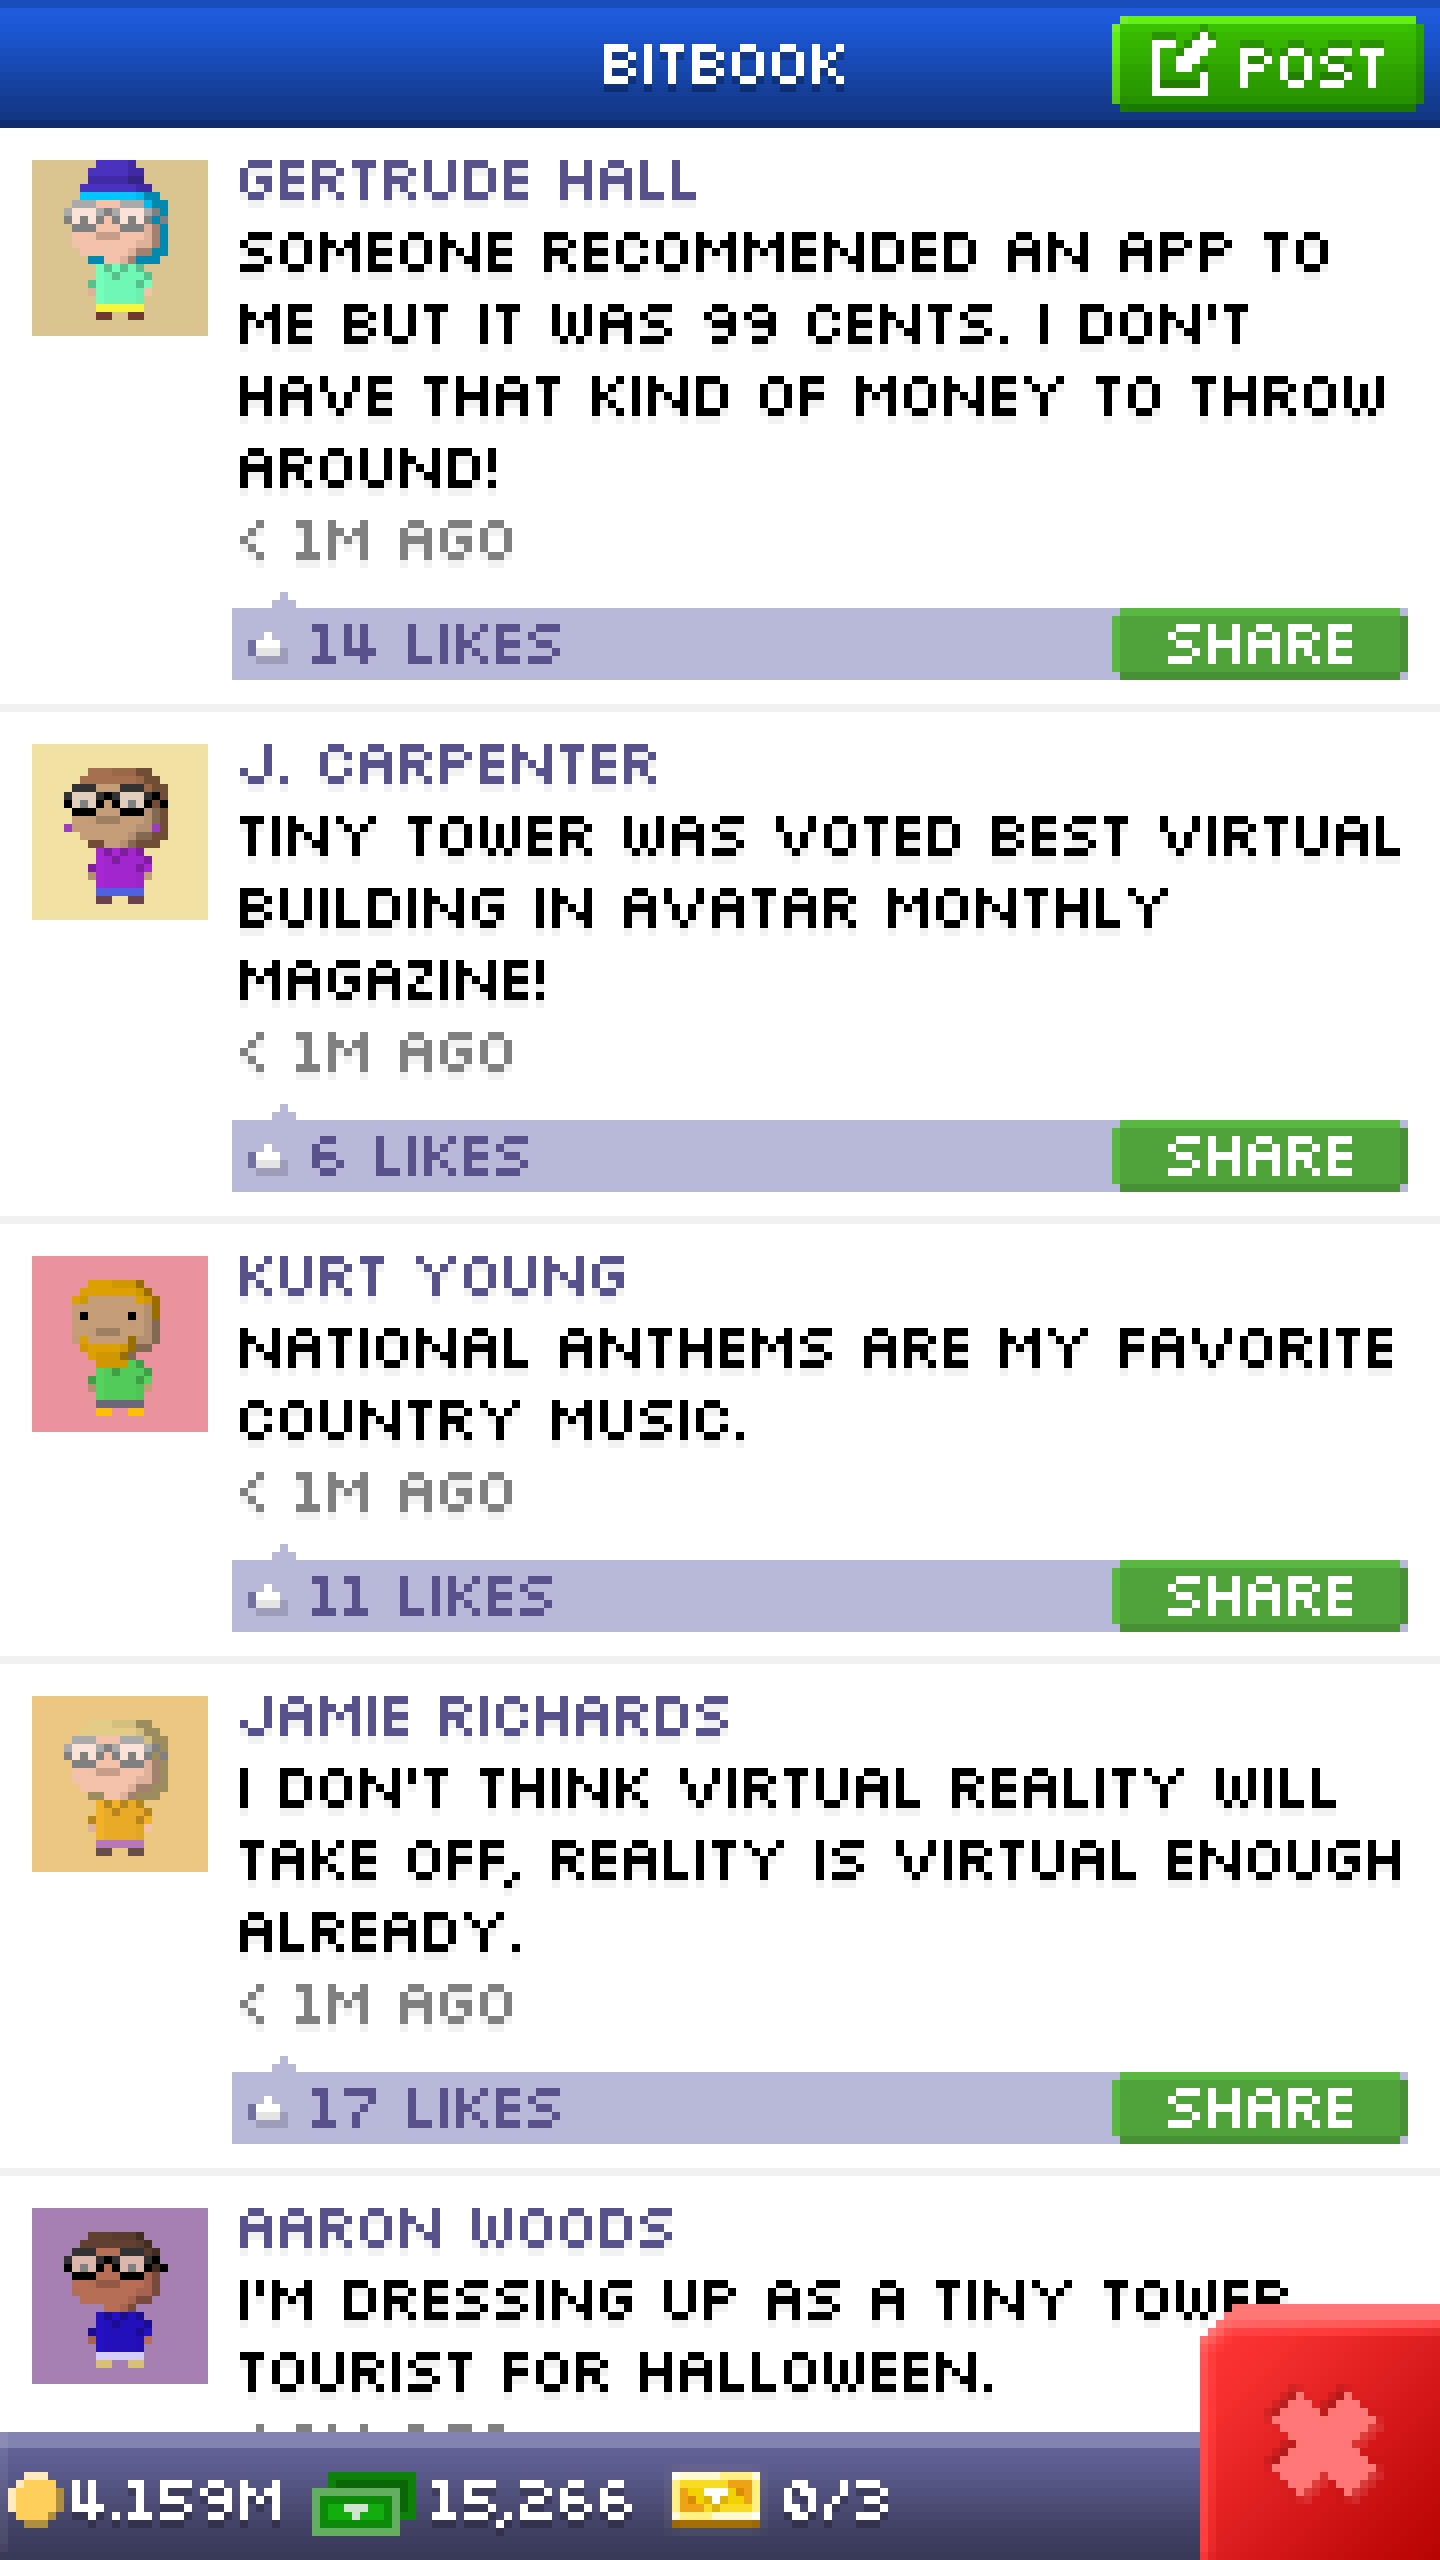 BITBOOK
POST
GERTRUDE HALL
SOMEONE RECOMMENDED AN APP TO
ME BUT IT WAS 99 CENTS. I DON'T
HAVE THAT KIND OF MONEY TO THROW
AROUND!
< 1M AGO
14 LIKES
SHARE
J. CARPENTER
TINY TOWER WAS VOTED BEST VIRTUAL
BUILDING IN AVATAR MONTHLY
MAGAZINE!
< 1M AGO
6 LIKES
SHARE
KURT YOUNG
NATIONAL ANTHEMS ARE MY FAVORITE
COUNTRY MUSIC.
< 1M AGO
11 LIKES
SHARE
JAMIE RICHARDS
I DON'T THINK VIRTUAL REALITY WILL
TAKE OFF, REALITY IS VIRTUAL ENOUGH
ALREADY.
< 1M AGO
17 LIKES
SHARE
AARON WOODS
I'M DRESSING UP AS A TINY TOWER
TOURIST FOR HALLOWEEN.
4.159M
15,266
0/3